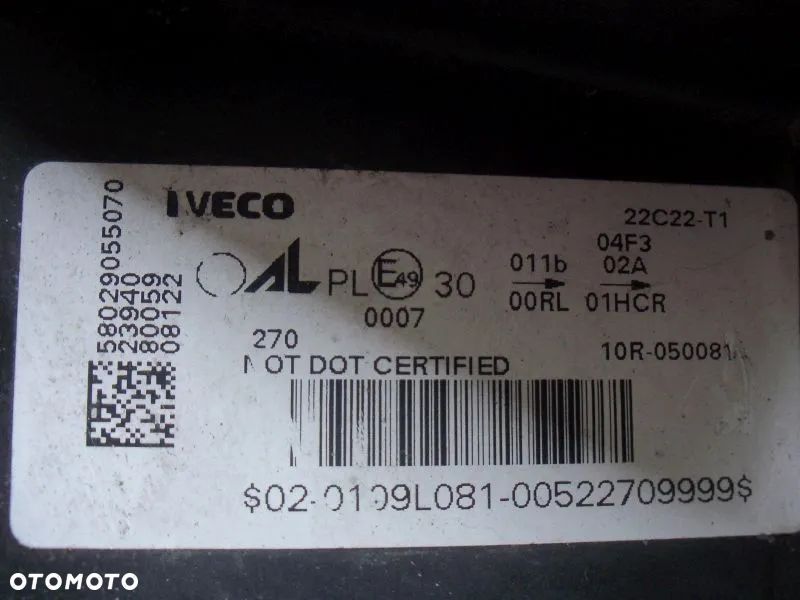 IVECO
22C22-T1
04F3
011b 02A
AL PL E49 30
00RL 01HCR
0007
270
10R-050081
NOT DOT CERTIFIED
58029055070
23940
80059
08122
$02-0109L081-00522709999$
OTOMOTO